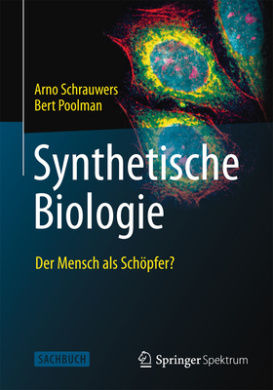 Arno Schrauwers
Bert Poolman
Synthetische
Biologie
Der Mensch als Schöpfer?
SACHBUCH
Springer Spektrum